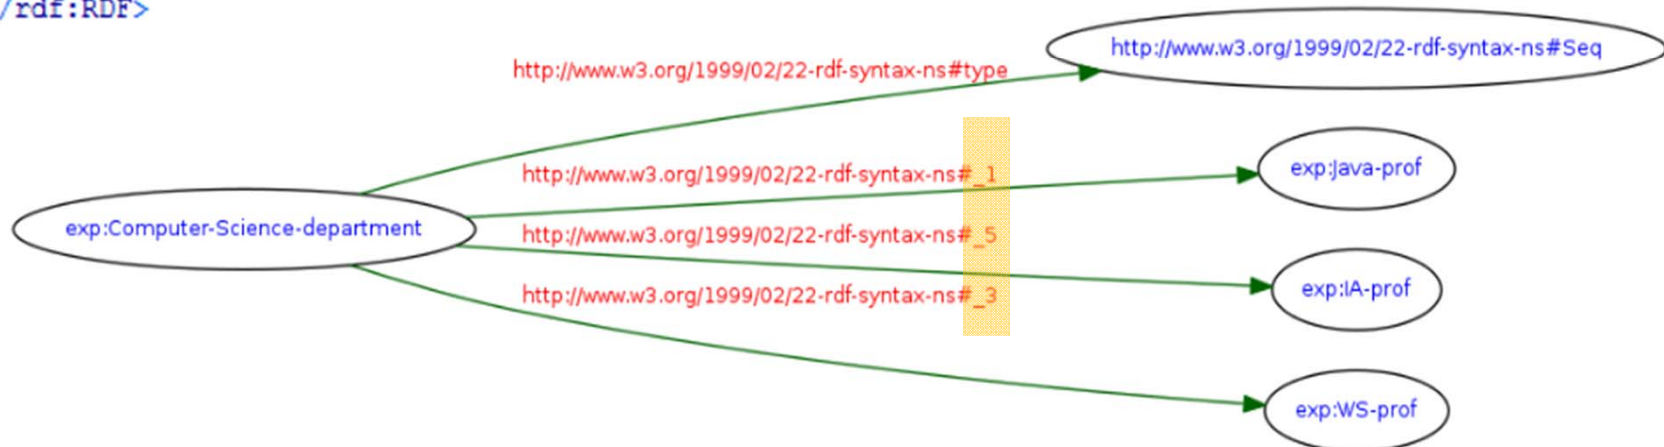 /rdf:RDF>
http://www.w3.org/1999/02/22-rdf-syntax-ns#Seq
http://www.w3.org/1999/02/22-rdf-syntax-ns#type
http://www.w3.org/1999/02/22-rdf-syntax-ns#_1
exp:Java-prof
exp:Computer-Science-department
http://www.w3.org/1999/02/22-rdf-syntax-ns#_5
exp:IA-prof
http://www.w3.org/1999/02/22-rdf-syntax-ns#_3
exp:WS-prof